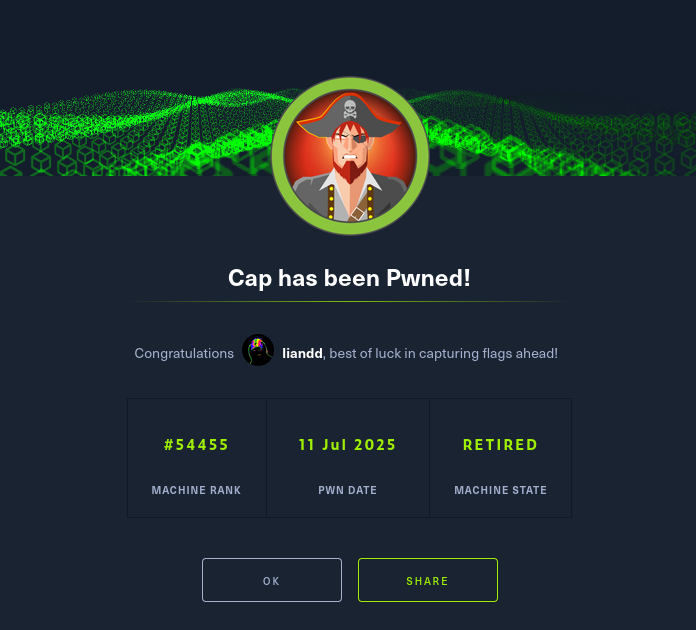 Cap has been Pwned!
Congratulations liandd, best of luck in capturing flags ahead!
#54455 11 Jul 2025 RETIRED
MACHINE RANK PWN DATE MACHINE STATE
OK SHARE